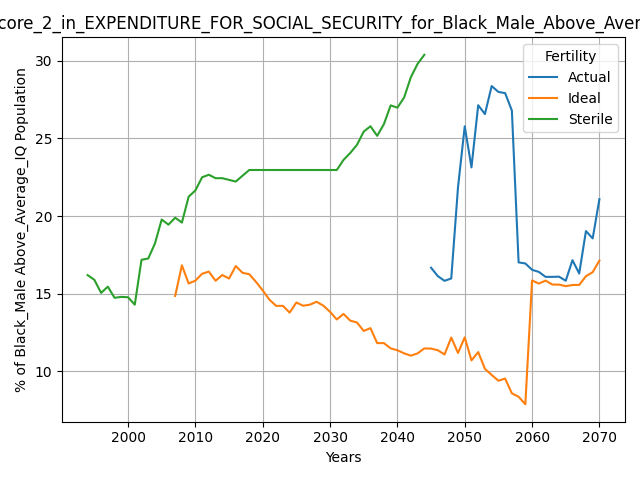 core_2_in_EXPENDITURE_FOR_SOCIAL_SECURITY_for_Black_Male_Above_Aver
% of Black_Male Above_Average_IQ Population
30
25
20
15
10
Fertility
Actual
Ideal
Sterile
2000 2010 2020 2030 2040 2050 2060 2070
Years